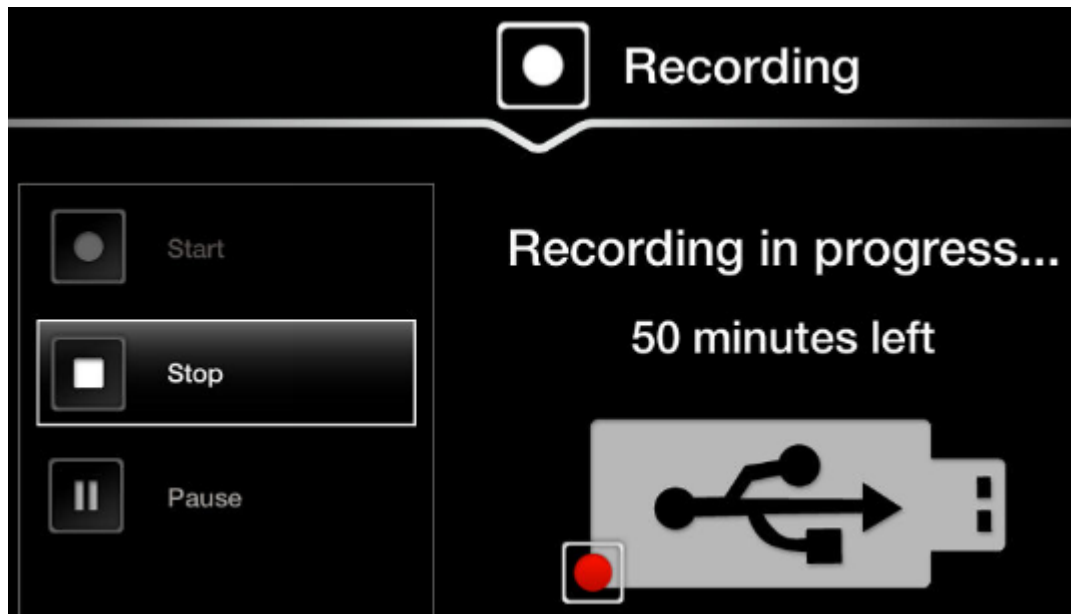 Recording
Start
Stop
Pause
Recording in progress...
50 minutes left